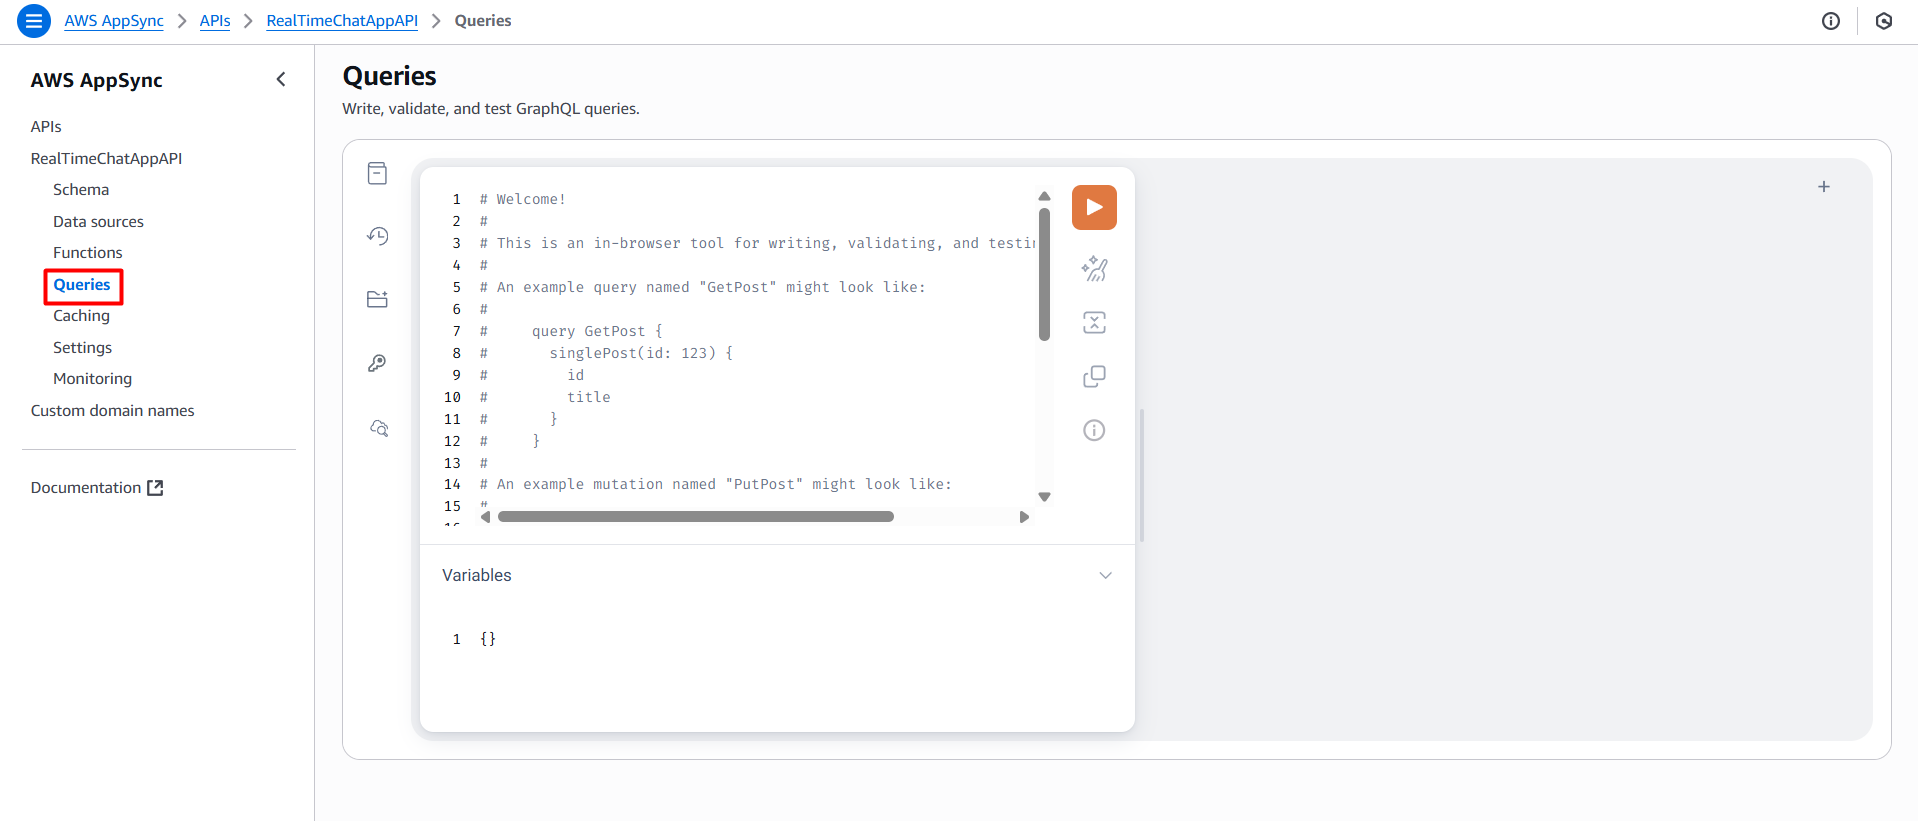 AWS AppSync > APIs > RealTimeChatAppAPI > Queries
AWS AppSync
APIs
RealTimeChatAppAPI
Schema
Data sources
Functions
Queries
Caching
Settings
Monitoring
Custom domain names
Documentation
Queries
Write, validate, and test GraphQL queries.
1 # Welcome!
2 #
3 # This is an in-browser tool for writing, validating, and
4 #
5 # An example query named "GetPost" might look like:
6 #
7 #     query GetPost {
8 #       singlePost(id: 123) {
9 #         id
10 #         title
11 #       }
12 #     }
13 #
14 # An example mutation named "PutPost" might look like:
15 #
Variables
1 {}